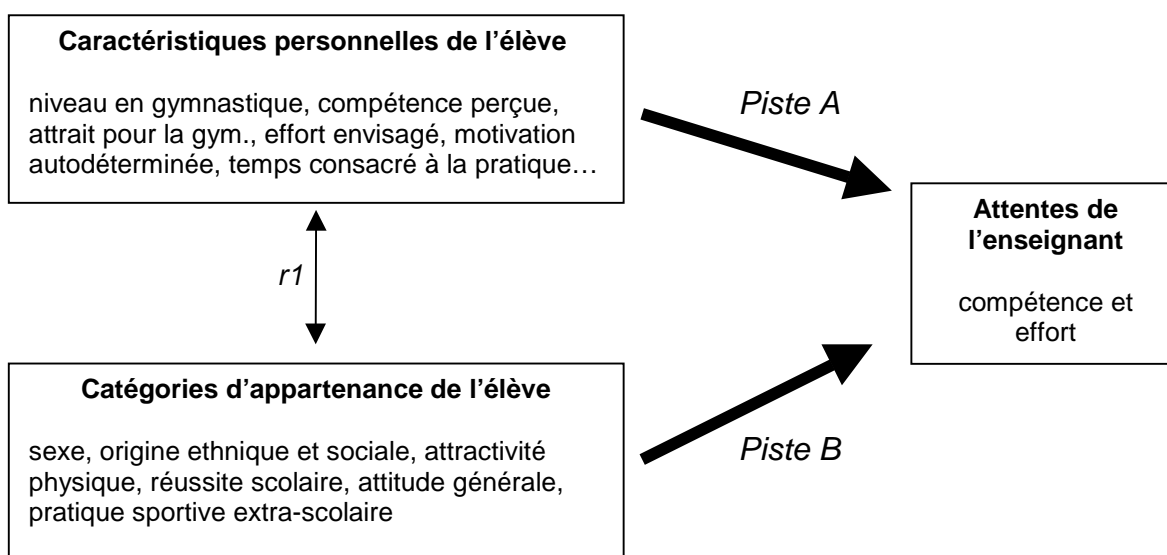 Caractéristiques personnelles de l’élève
niveau en gymnastique, compétence perçue,
attrait pour la gym., effort envisagé, motivation
autodéterminée, temps consacré à la pratique…
Piste A
Attentes de
l’enseignant
compétence et
effort
r1
Catégories d’appartenance de l’élève
sexe, origine ethnique et sociale, attractivité
physique, réussite scolaire, attitude générale,
pratique sportive extra-scolaire
Piste B